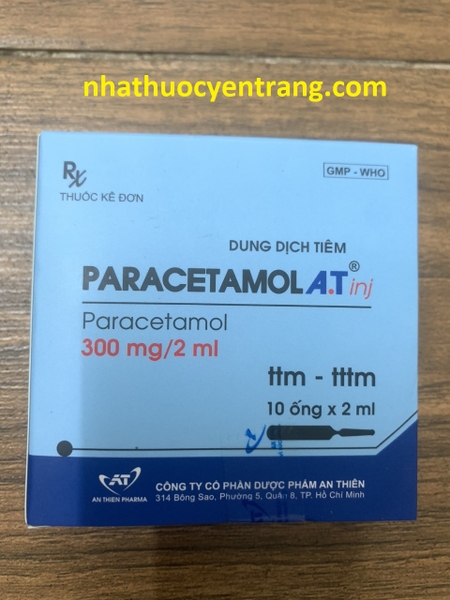 nhathuocyentrang.com
Rx
GMP - WHO
THUỐC KÊ ĐƠN
DUNG DỊCH TIÊM
PARACETAMOL A.T® inj
Paracetamol
300 mg/2 ml
ttm - tttm
10 ống x 2 ml
AT
AN THIEN PHARMA
CÔNG TY CỔ PHẦN DƯỢC PHẨM AN THIÊN
314 Bông Sao, Phường 5, Quận 8, TP. Hồ Chí Minh